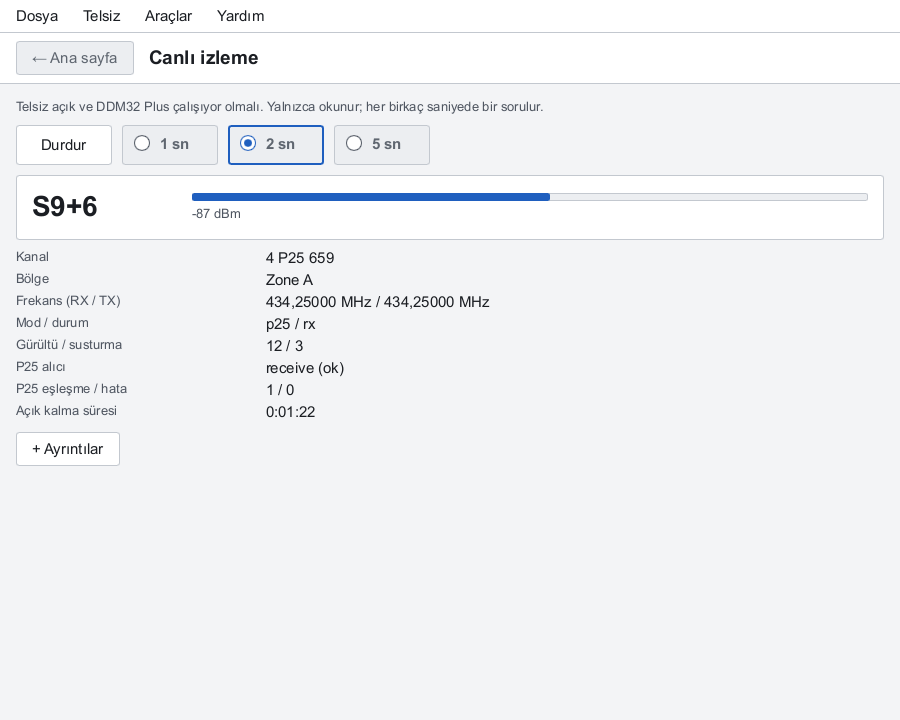 Dosya Telsiz Araçlar Yardım
← Ana sayfa Canlı izleme
Telsiz açık ve DDM32 Plus çalışıyor olmalı. Yalnızca okunur; her birkaç saniyede bir sorulur.
Durdur 1 sn 2 sn 5 sn
S9+6
-87 dBm
Kanal 4 P25 659
Bölge Zone A
Frekans (RX / TX) 434,25000 MHz / 434,25000 MHz
Mod / durum p25 / rx
Gürültü / susturma 12 / 3
P25 alıcı receive (ok)
P25 eşleşme / hata 1 / 0
Açık kalma süresi 0:01:22
+ Ayrıntılar